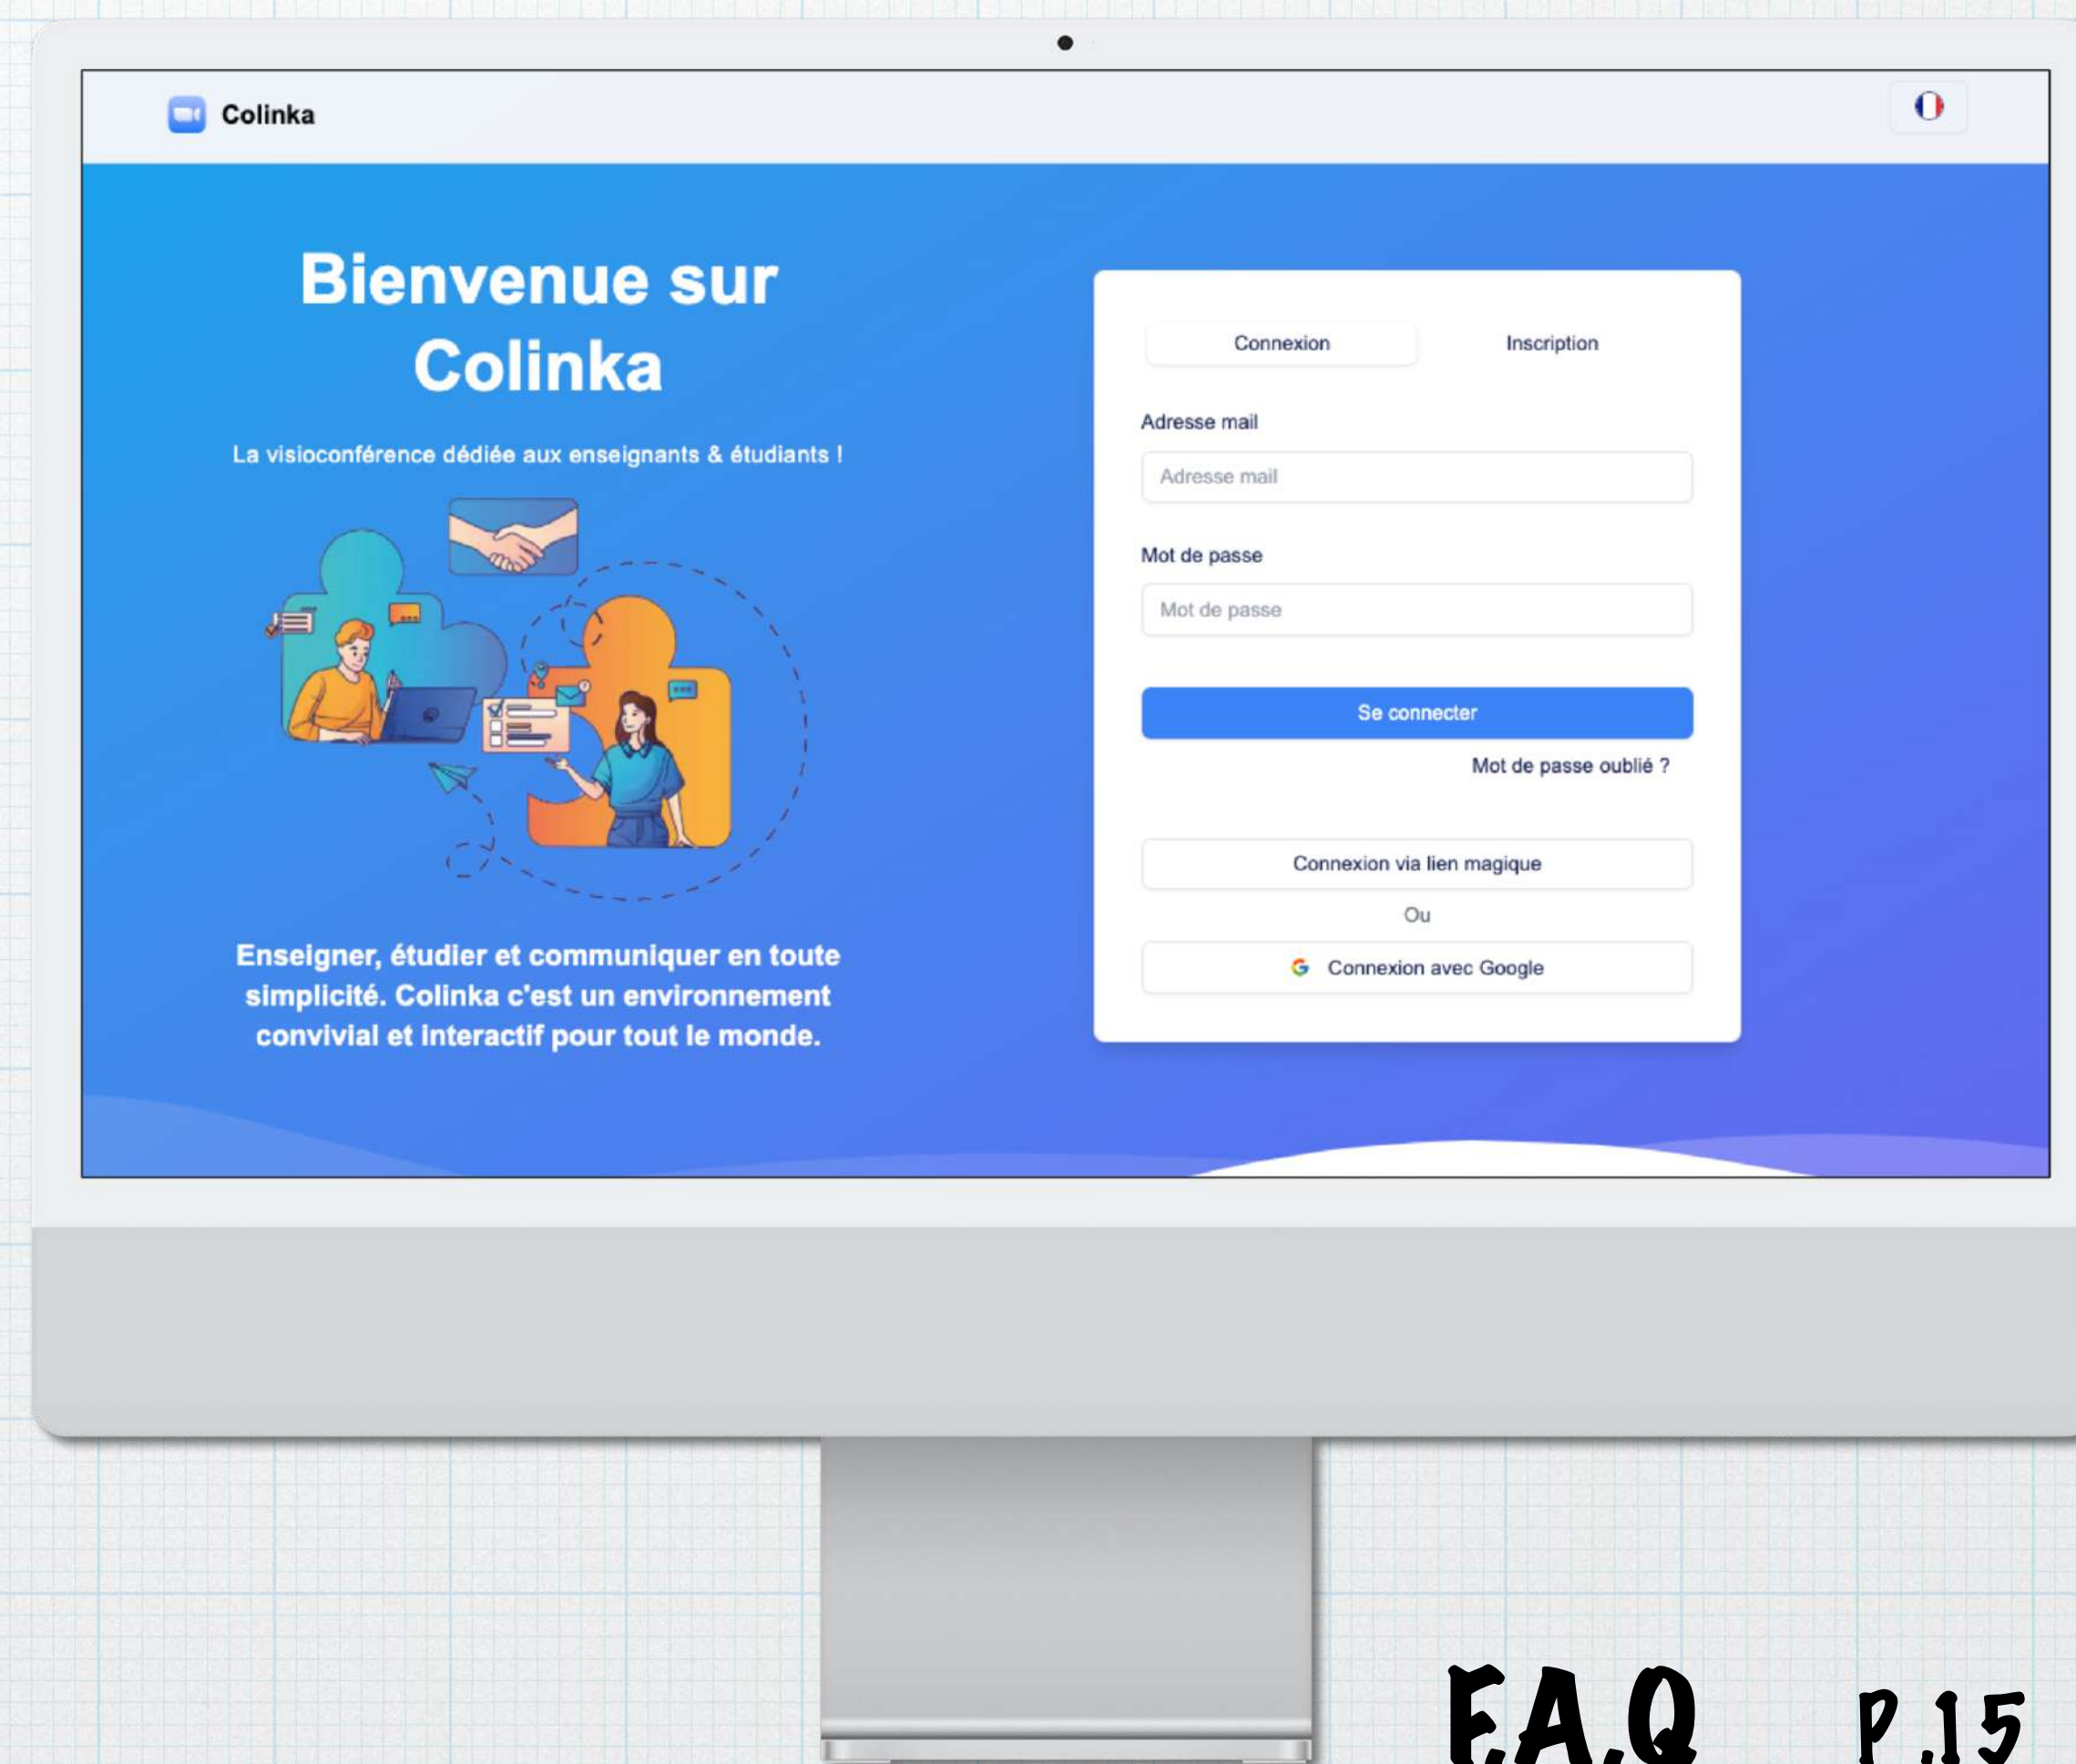 Colinka
Bienvenue sur
Colinka
La visioconférence dédiée aux enseignants & étudiants !
Enseigner, étudier et communiquer en toute
simplicité. Colinka c'est un environnement
convivial et interactif pour tout le monde.
Connexion Inscription
Adresse mail
Adresse mail
Mot de passe
Mot de passe
Se connecter
Mot de passe oublié ?
Connexion via lien magique
Ou
G Connexion avec Google
F.A.Q P.15